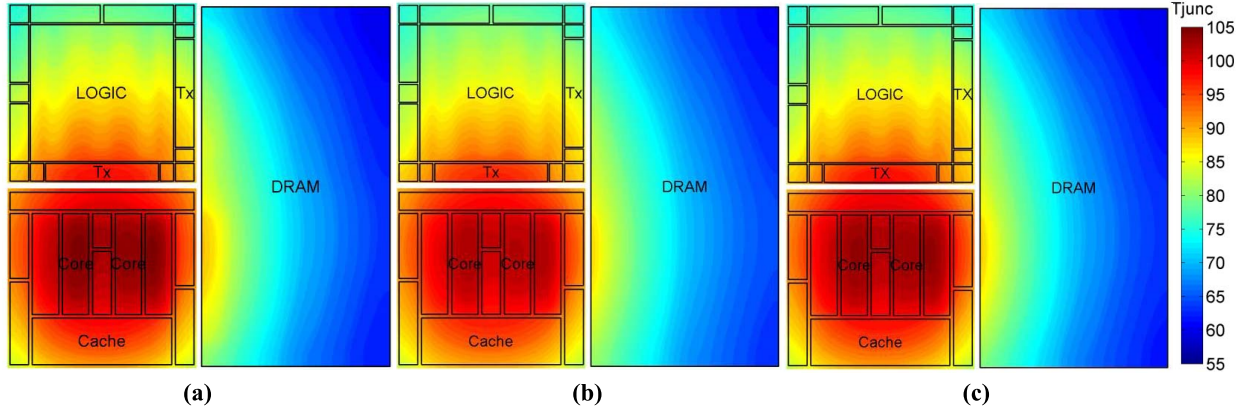 Tjunc
LOGIC
Tx
Tx
DRAM
Core
Core
Cache
(a)
LOGIC
Tx
Tx
DRAM
Core
Core
Cache
(b)
LOGIC
TX
TX
DRAM
Core
Core
Cache
(c)
105
100
95
90
85
80
75
70
65
60
55